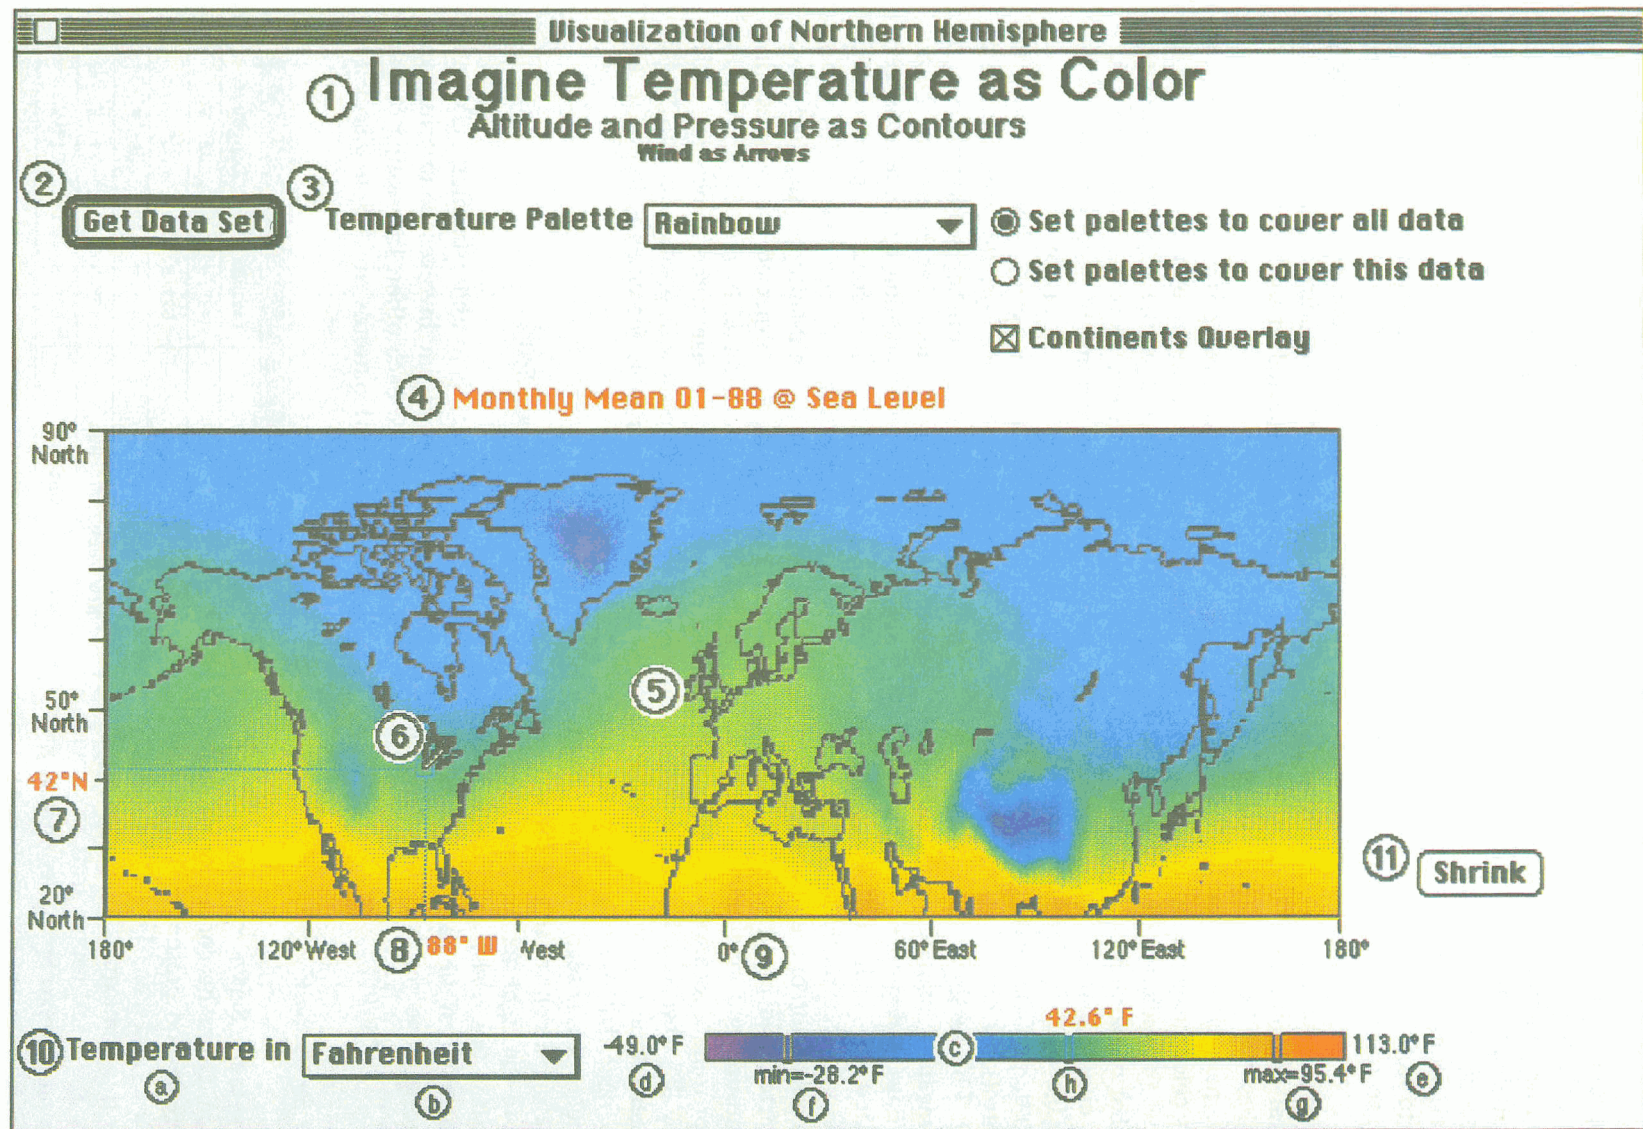 Visualization of Northern Hemisphere
1 Imagine Temperature as Color
Altitude and Pressure as Contours
Wind as Arrows
2 3
Get Data Set Temperature Palette Rainbow Set palettes to cover all data
Set palettes to cover this data
Continents Overlay
4 Monthly Mean 01-88 @ Sea Level
90°
North
5
50°
North
6
42°N
7
11 Shrink
20°
North
180° 120° West 8 88° W West 0° 9 60° East 120° East 180°
42.6° F
10 Temperature in Fahrenheit -49.0° F c 113.0° F
min=-28.2° F max=95.4° F
a b d f h g e